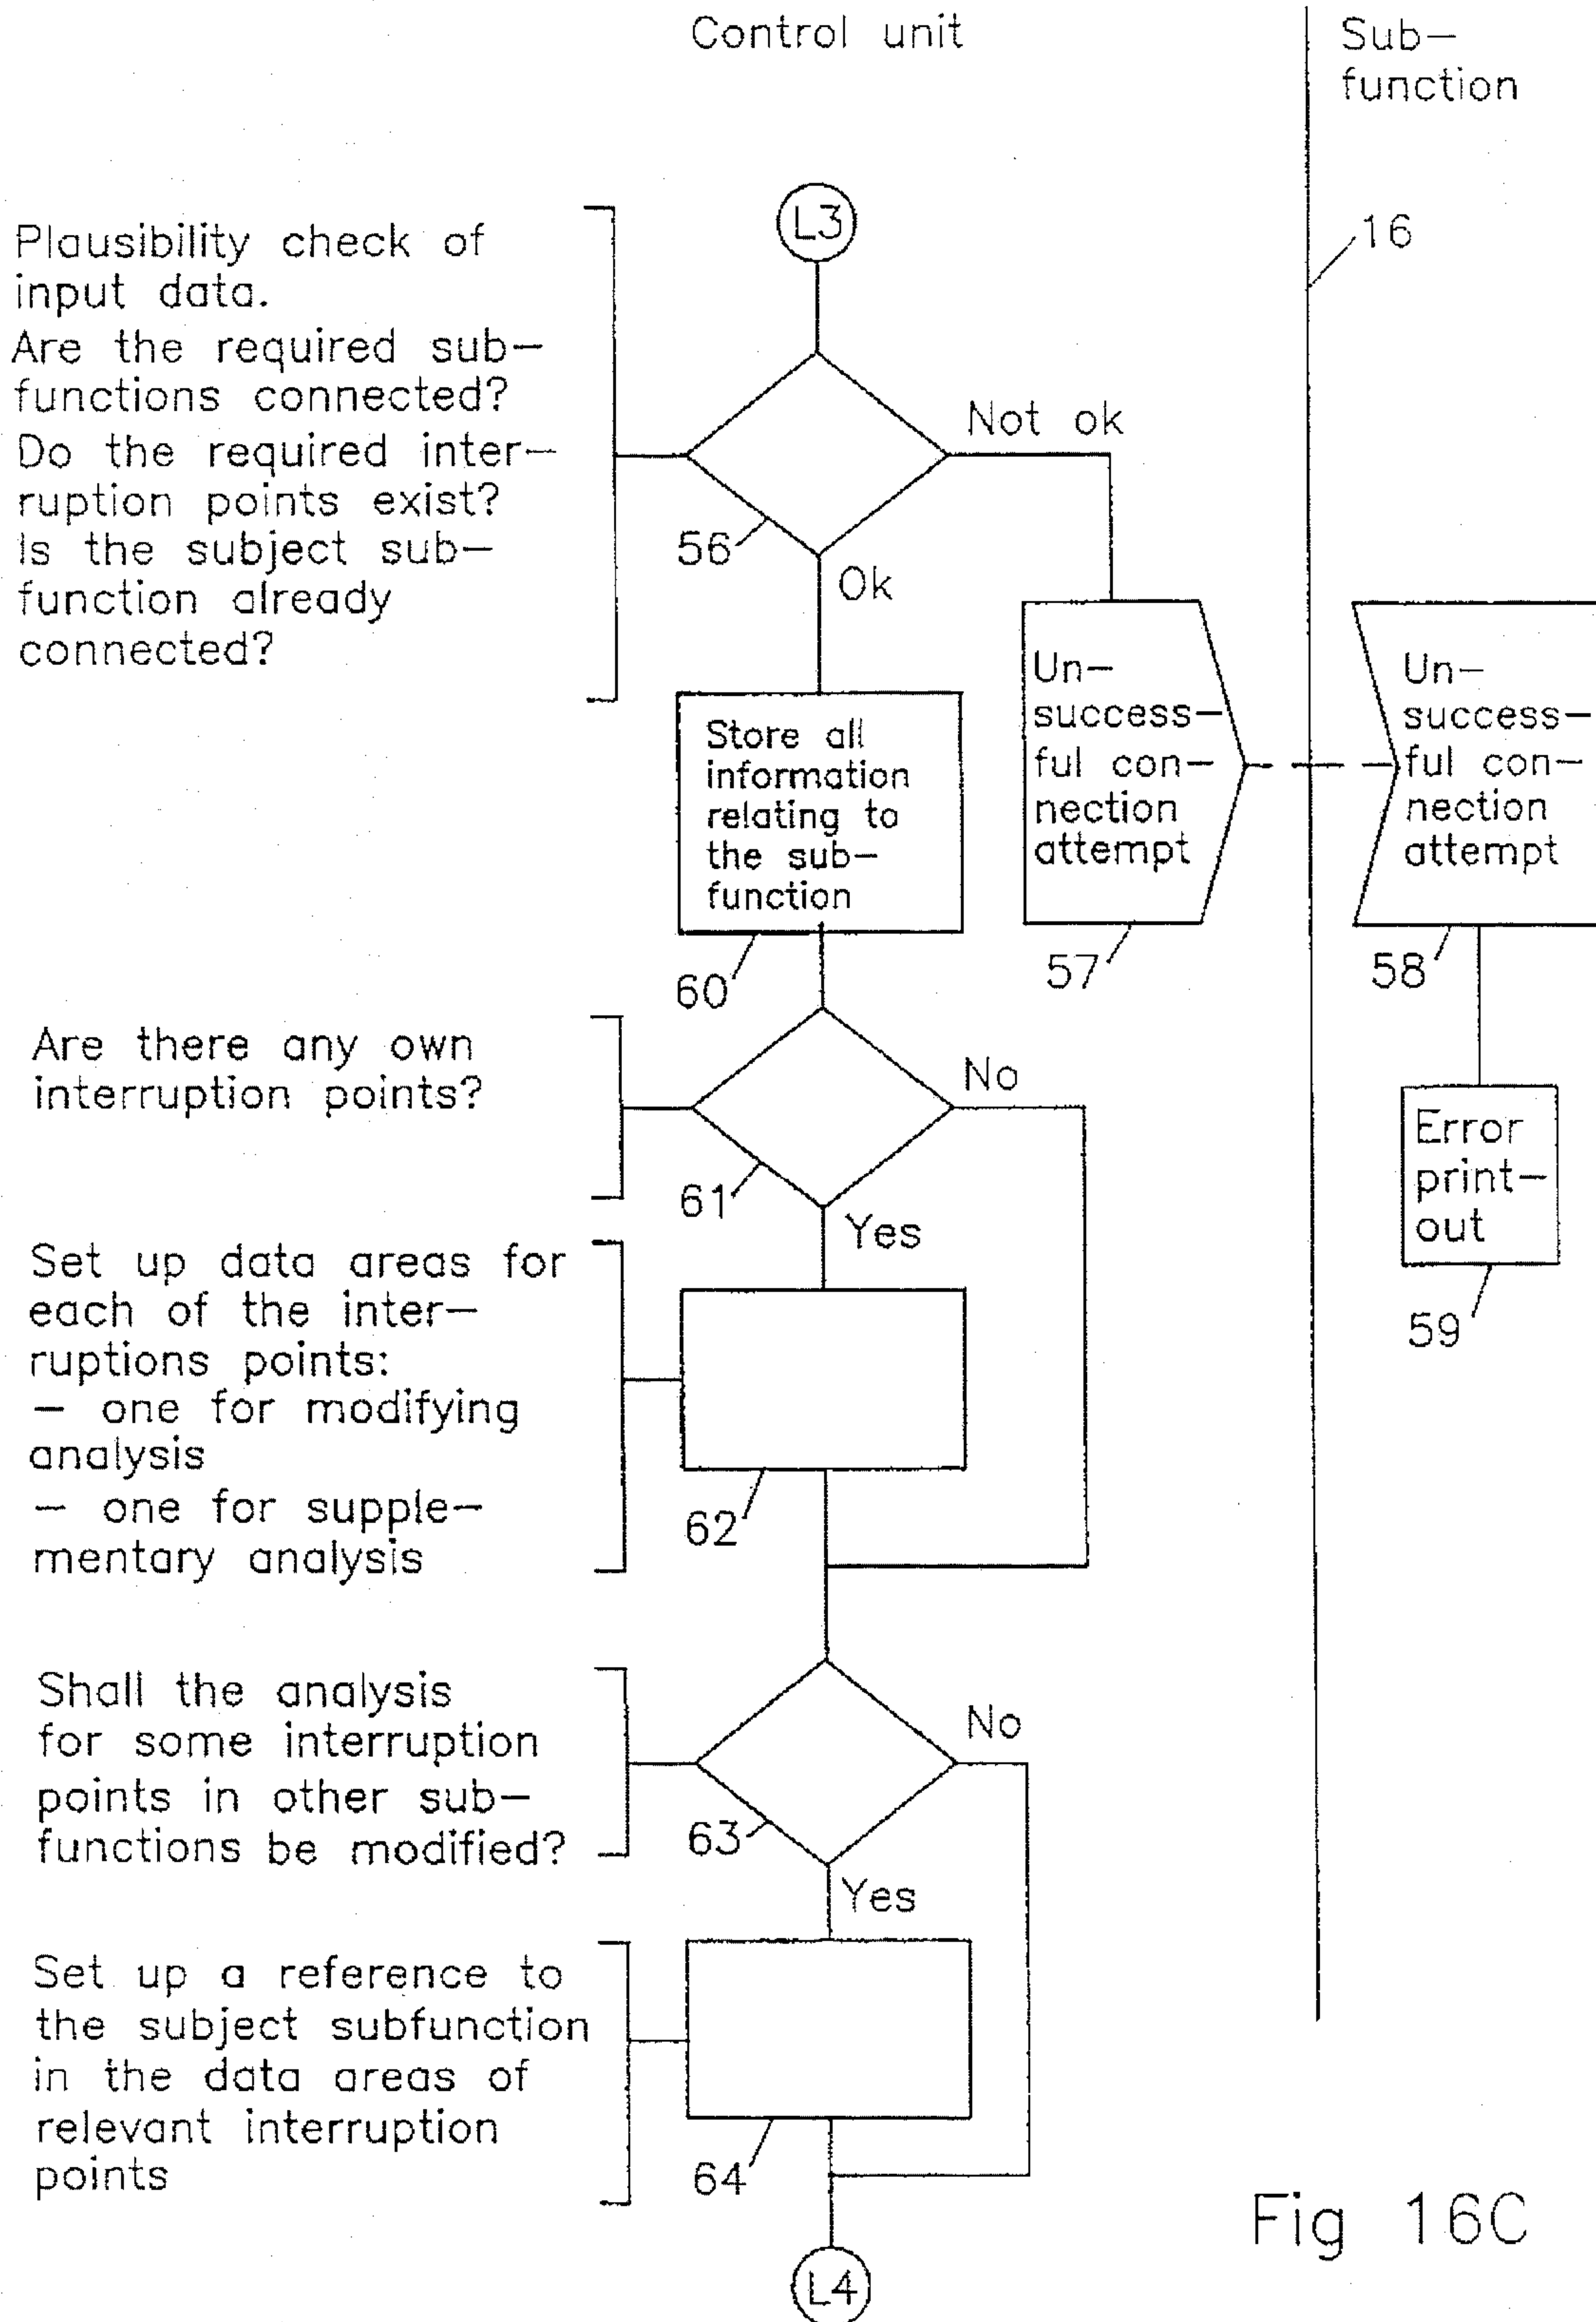 Control unit
Sub-
function
L3
16
Plausibility check of
input data.
Are the required sub-
functions connected?
Do the required inter-
ruption points exist?
Is the subject sub-
function already
connected?
Not ok
56
Ok
Store all
information
relating to
the sub-
function
60
Un-
success-
ful con-
nection
attempt
57
Un-
success-
ful con-
nection
attempt
58
Error
print-
out
59
Are there any own
interruption points?
No
61
Yes
Set up data areas for
each of the inter-
ruptions points:
- one for modifying
analysis
- one for supple-
mentary analysis
62
Shall the analysis
for some interruption
points in other sub-
functions be modified?
No
63
Yes
Set up a reference to
the subject subfunction
in the data areas of
relevant interruption
points
64
L4
Fig 16C